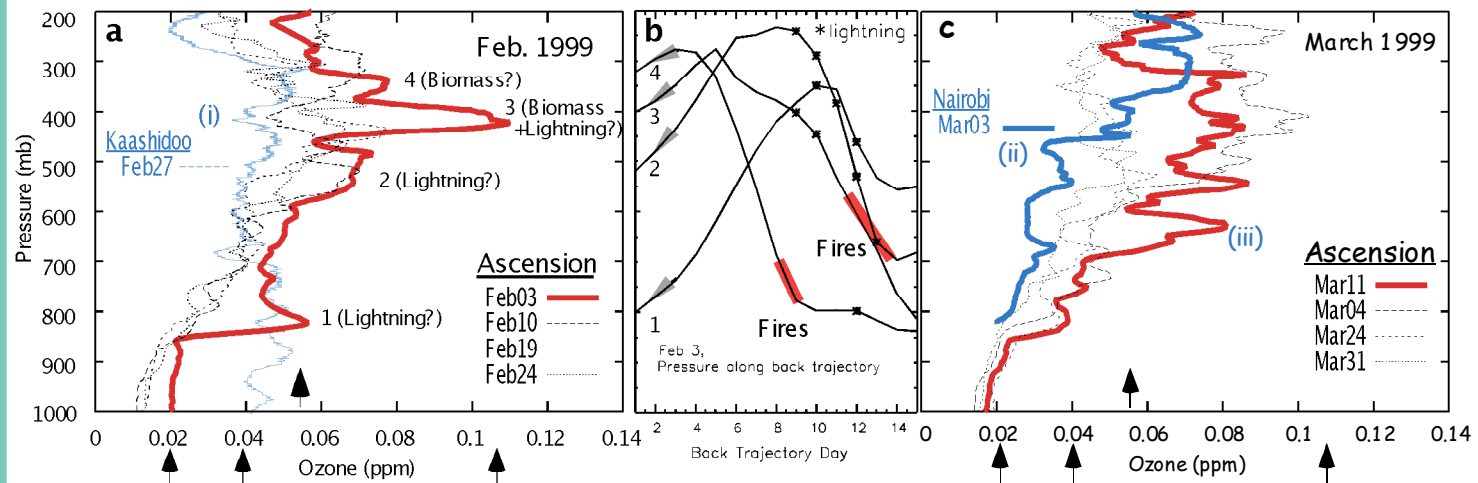 a
Feb. 1999
4 (Biomass?)
3 (Biomass
+Lightning?)
(i)
Kaashidoo
Feb27
2 (Lightning?)
1 (Lightning?)
Ascension
Feb03
Feb10
Feb19
Feb24
Pressure (mb)
200
300
400
500
600
700
800
900
1000
0
0.02
0.04
0.06
0.08
0.1
0.12
0.14
Ozone (ppm)
b
*lightning
4
3
2
1
Fires
Fires
Feb 3,
Pressure along back trajectory
2
4
6
8
10
12
14
Back Trajectory Day
c
March 1999
Nairobi
Mar03
(ii)
(iii)
Ascension
Mar11
Mar04
Mar24
Mar31
0.02
0.04
0.06
0.08
0.1
0.12
0.14
Ozone (ppm)